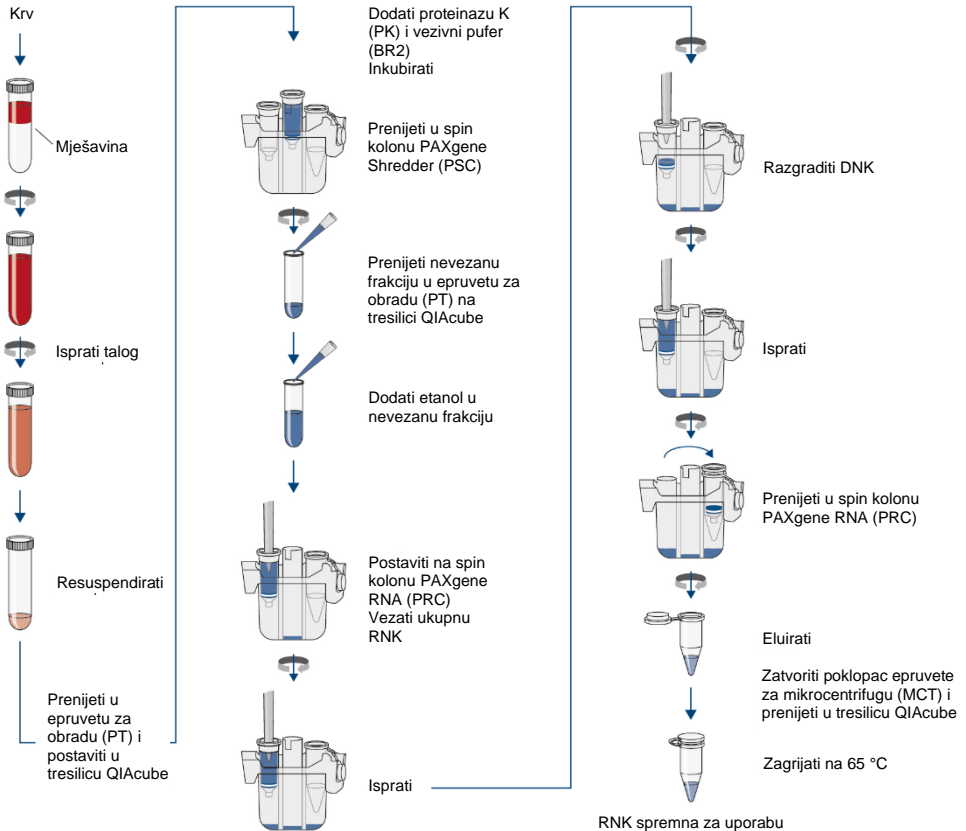 Krv
Mješavina
Isprati talog
Resuspendirati
Prenijeti u
epruvetu za
obradu (PT) i
postaviti u
tresilicu QIAcube
Dodati proteinazu K
(PK) i vezivni pufer
(BR2)
Inkubirati
Prenijeti u spin
kolonu PAXgene
Shredder (PSC)
Prenijeti nevezanu
frakciju u epruvetu za
obradu (PT) na
tresilici QIAcube
Dodati etanol u
nevezanu frakciju
Postaviti na spin
kolonu PAXgene
RNA (PRC)
Vezati ukupnu
RNK
Isprati
Razgraditi DNK
Isprati
Prenijeti u spin kolonu
PAXgene RNA (PRC)
Eluirati
Zatvoriti poklopac epruvete
za mikrocentrifugu (MCT) i
prenijeti u tresilicu QIAcube
Zagrijati na 65 °C
RNK spremna za uporabu